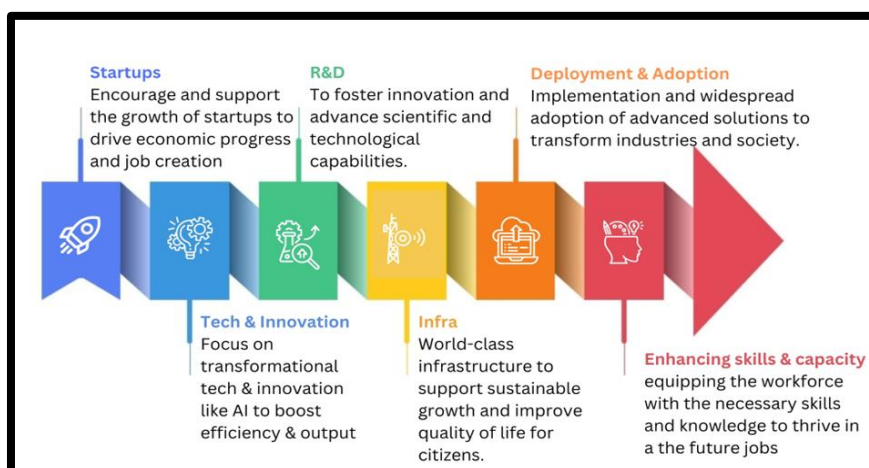 Startups
Encourage and support
the growth of startups to
drive economic progress
and job creation
R&D
To foster innovation and
advance scientific and
technological
capabilities.
Deployment & Adoption
Implementation and widespread
adoption of advanced solutions to
transform industries and society.
Tech & Innovation
Focus on
transformational
tech & innovation
like AI to boost
efficiency & output
Infra
World-class
infrastructure to
support sustainable
growth and improve
quality of life for
citizens.
Enhancing skills & capacity
equipping the workforce
with the necessary skills
and knowledge to thrive in
a the future jobs